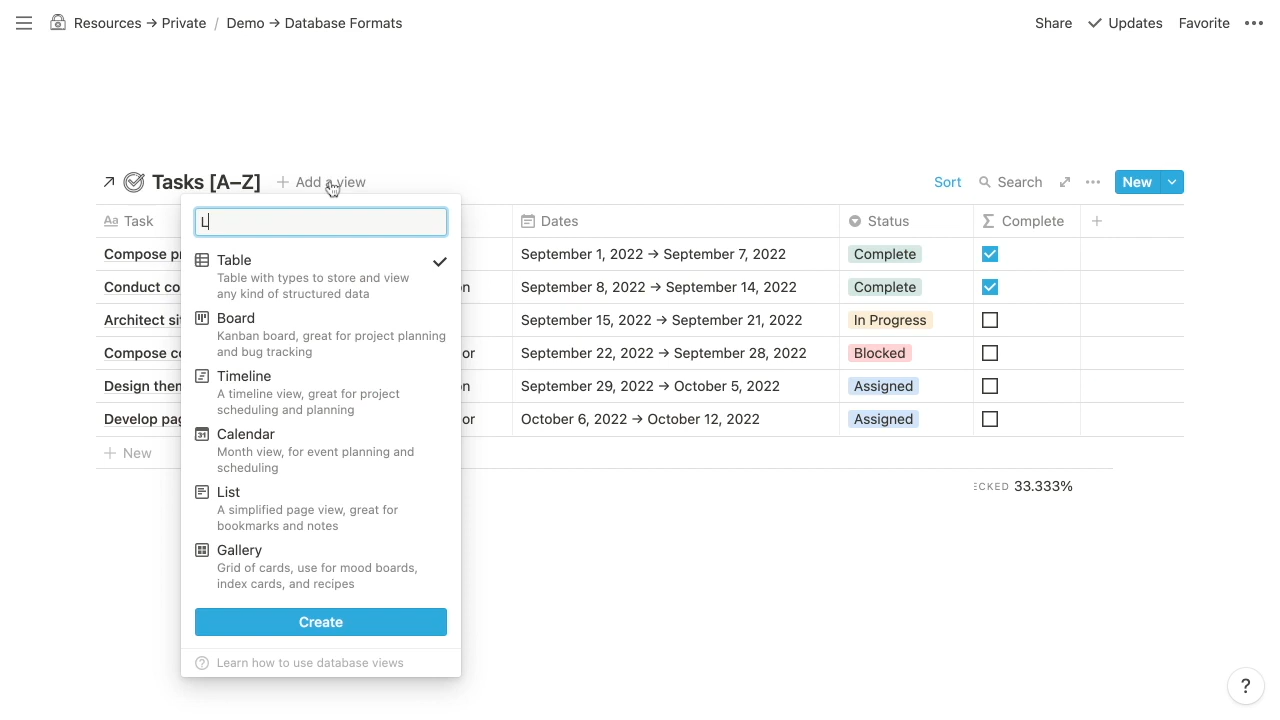 Resources → Private / Demo → Database Formats
Share Updates Favorite
Tasks [A–Z] Add a view
Sort Search New
Task Dates Status Complete
L
Table
Table with types to store and view
any kind of structured data
Board
Kanban board, great for project planning
and bug tracking
Timeline
A timeline view, great for project
scheduling and planning
Calendar
Month view, for event planning and
scheduling
List
A simplified page view, great for
bookmarks and notes
Gallery
Grid of cards, use for mood boards,
index cards, and recipes
Create
Learn how to use database views
Compose September 1, 2022 → September 7, 2022 Complete
Conduct September 8, 2022 → September 14, 2022 Complete
Architect September 15, 2022 → September 21, 2022 In Progress
Compose September 22, 2022 → September 28, 2022 Blocked
Design September 29, 2022 → October 5, 2022 Assigned
Develop October 6, 2022 → October 12, 2022 Assigned
New
33.333%
?